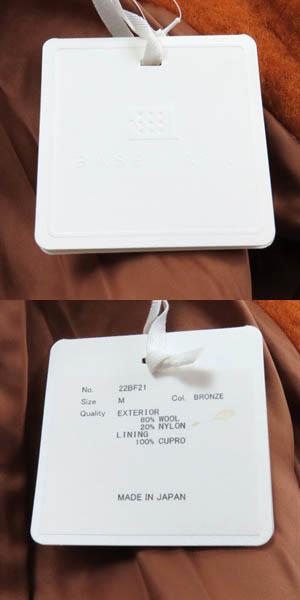 No. 22BF21
Size M Col. BRONZE
Quality EXTERIOR
80% WOOL
20% NYLON
LINING
100% CUPRO
MADE IN JAPAN